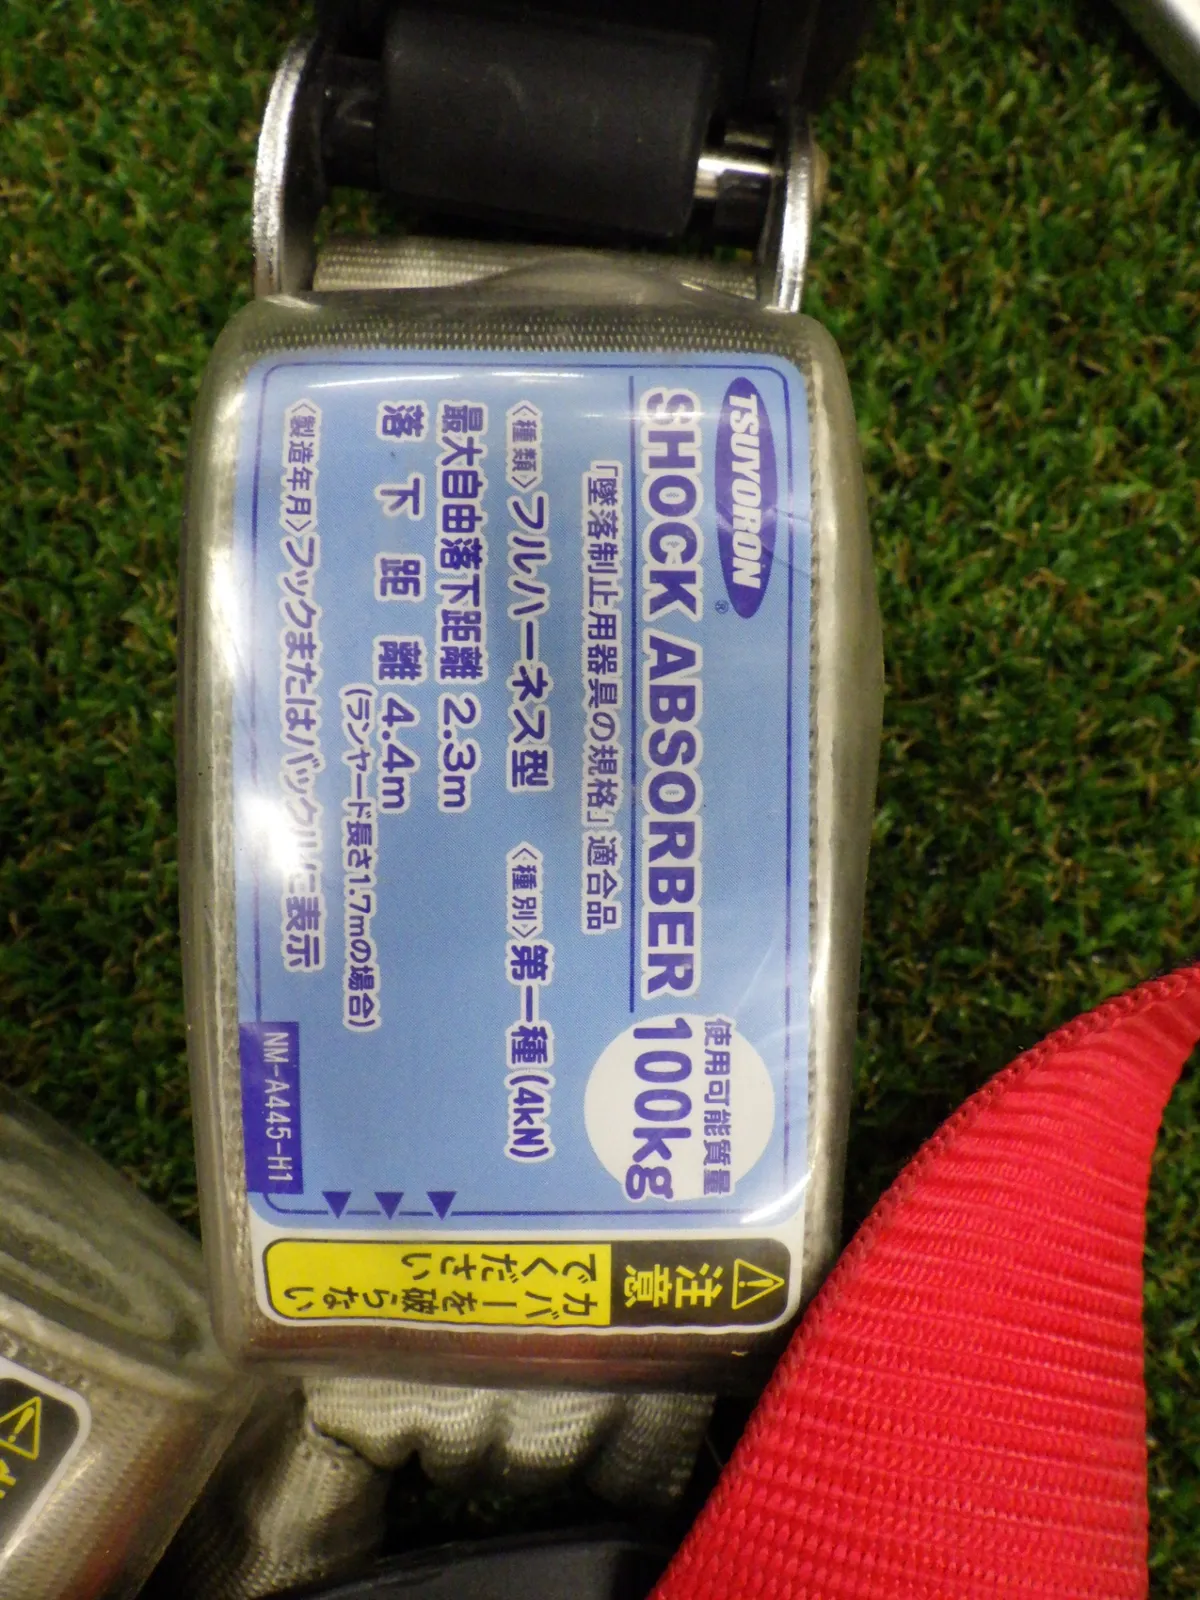 TSUYORON®
SHOCK ABSORBER
使用可能質量
100kg
「墜落制止用器具の規格」適合品
〈種類〉フルハーネス型 〈種別〉第一種(4kN)
最大自由落下距離 2.3m
落下距離 4.4m
(ランヤード長さ1.7mの場合)
〈製造年月〉フックまたはバックルに表示
NM-A445-H1
注意
カバーを破らない
でください